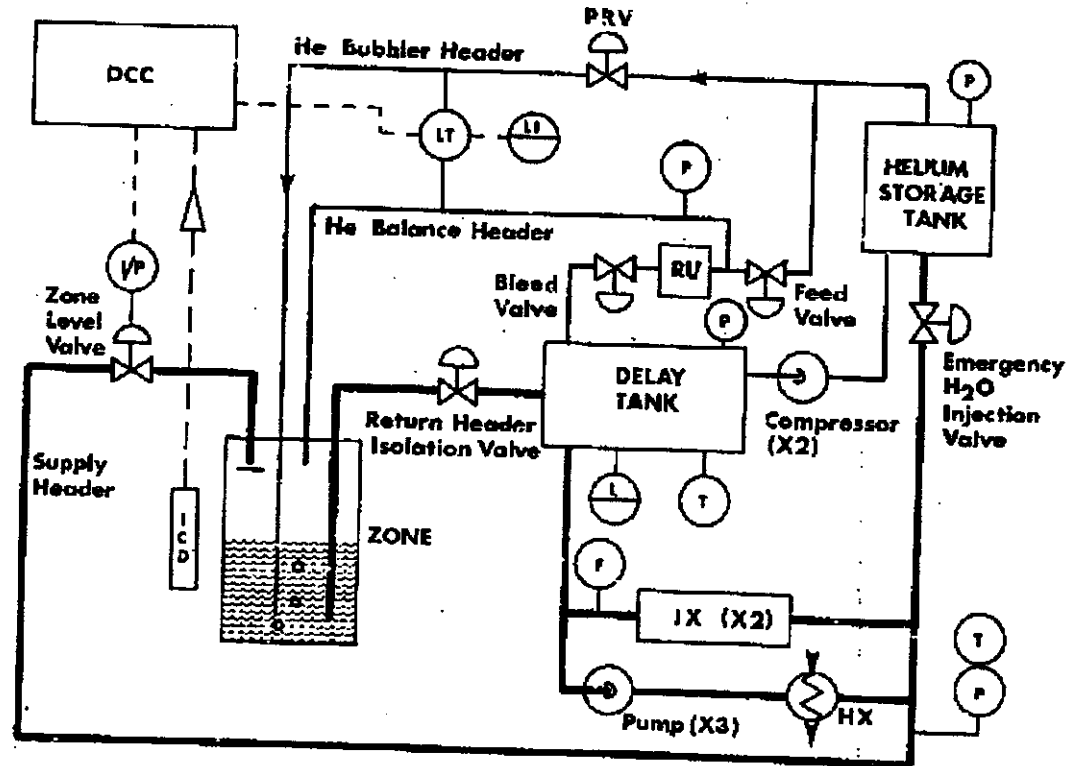 PRV
He Bubbler Header
DCC
P
LT
LI
HELIUM
STORAGE
TANK
P
He Balance Header
I/P
Bleed
Valve
RV
Feed
Valve
P
Zone
Level
Valve
DELAY
TANK
Compressor
(X2)
Emergency
H2O
Injection
Valve
Return Header
Isolation Valve
Supply
Header
L
T
ICD
ZONE
F
IX (X2)
T
P
Pump (X3)
HX